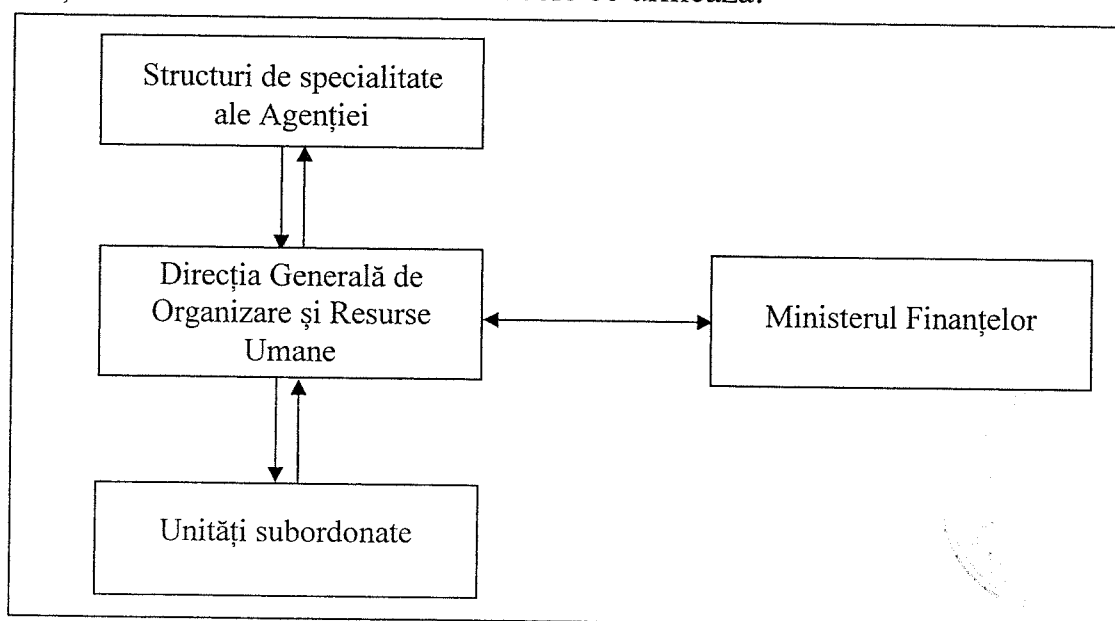 Structuri de specialitate
ale Agenției
Direcția Generală de
Organizare și Resurse
Umane
Ministerul Finanțelor
Unități subordonate